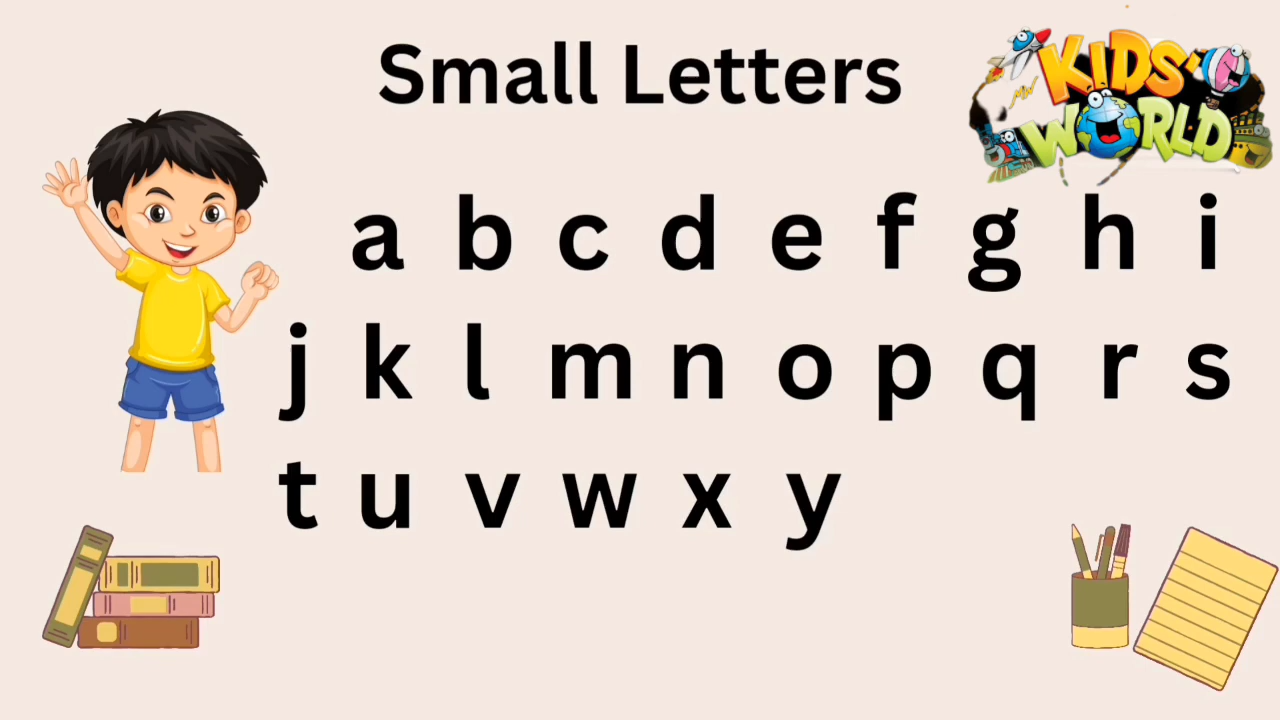 Small Letters
KIDS'
WORLD
a b c d e f g h i
j k l m n o p q r s
t u v w x y